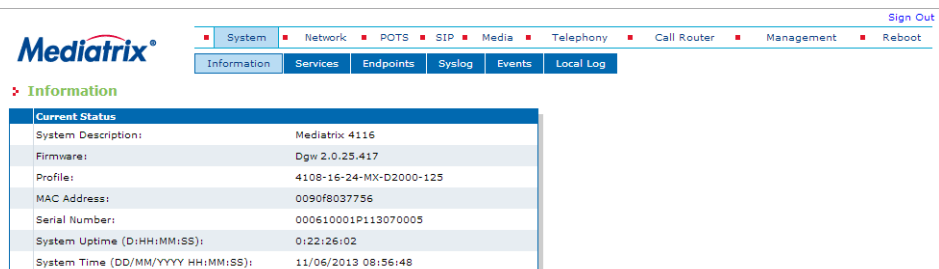 Sign Out
Mediatrix®
System Network POTS SIP Media Telephony Call Router Management Reboot
Information Services Endpoints Syslog Events Local Log
Information
Current Status
System Description: Mediatrix 4116
Firmware: Dgw 2.0.25.417
Profile: 4108-16-24-MX-D2000-125
MAC Address: 0090f8037756
Serial Number: 000610001P113070005
System Uptime (D:HH:MM:SS): 0:22:26:02
System Time (DD/MM/YYYY HH:MM:SS): 11/06/2013 08:56:48